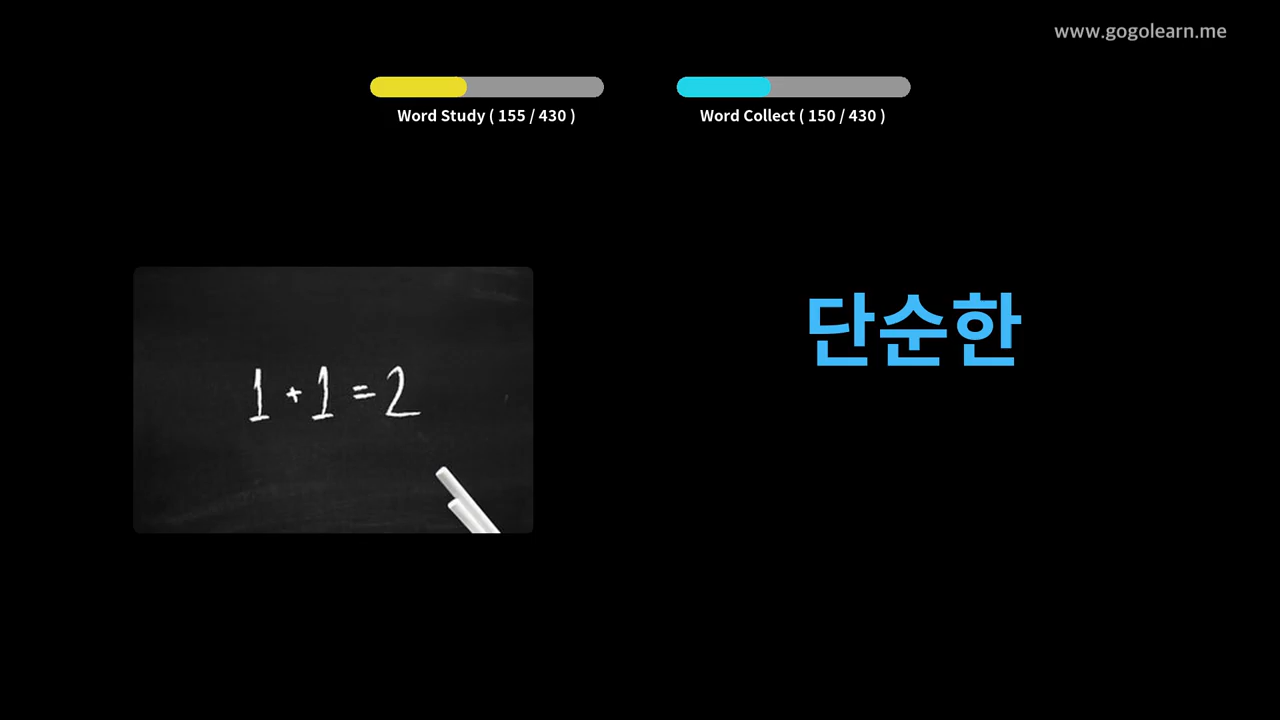 www.gogolearn.me
Word Study ( 155 / 430 )
Word Collect ( 150 / 430 )
1 + 1 = 2
단순한